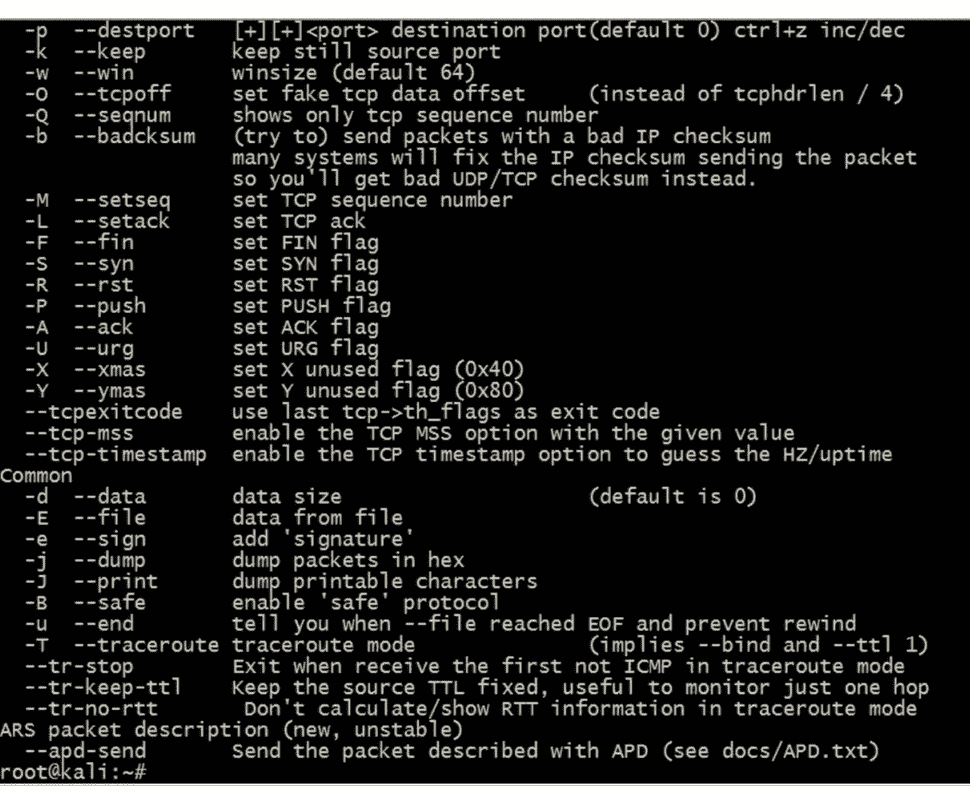 -p --destport [+][+]<port> destination port(default 0) ctrl+z inc/dec
-k --keep keep still source port
-w --win winsize (default 64)
-O --tcpoff set fake tcp data offset (instead of tcphdrlen / 4)
-Q --seqnum shows only tcp sequence number
-b --badcksum (try to) send packets with a bad IP checksum
many systems will fix the IP checksum sending the packet
so you'll get bad UDP/TCP checksum instead.
-M --setseq set TCP sequence number
-L --setack set TCP ack
-F --fin set FIN flag
-S --syn set SYN flag
-R --rst set RST flag
-P --push set PUSH flag
-A --ack set ACK flag
-U --urg set URG flag
-X --xmas set X unused flag (0x40)
-Y --ymas set Y unused flag (0x80)
--tcpexitcode use last tcp->th_flags as exit code
--tcp-mss enable the TCP MSS option with the given value
--tcp-timestamp enable the TCP timestamp option to guess the HZ/uptime
Common
-d --data data size (default is 0)
-E --file data from file
-e --sign add 'signature'
-j --dump dump packets in hex
-J --print dump printable characters
-B --safe enable 'safe' protocol
-u --end tell you when --file reached EOF and prevent rewind
-T --traceroute traceroute mode (implies --bind and --ttl 1)
--tr-stop Exit when receive the first not ICMP in traceroute mode
--tr-keep-ttl Keep the source TTL fixed, useful to monitor just one hop
--tr-no-rtt Don't calculate/show RTT information in traceroute mode
ARS packet description (new, unstable)
--apd-send Send the packet described with APD (see docs/APD.txt)
root@kali:~#